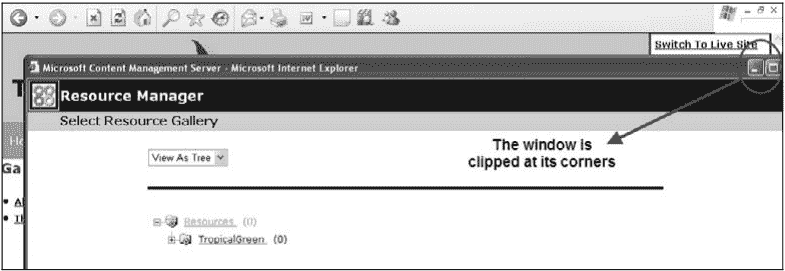 Switch To Live Site
Microsoft Content Management Server - Microsoft Internet Explorer
Resource Manager
Select Resource Gallery
The window is
clipped at its corners
View As Tree
Ga
Resources (0)
TropicalGreen (0)